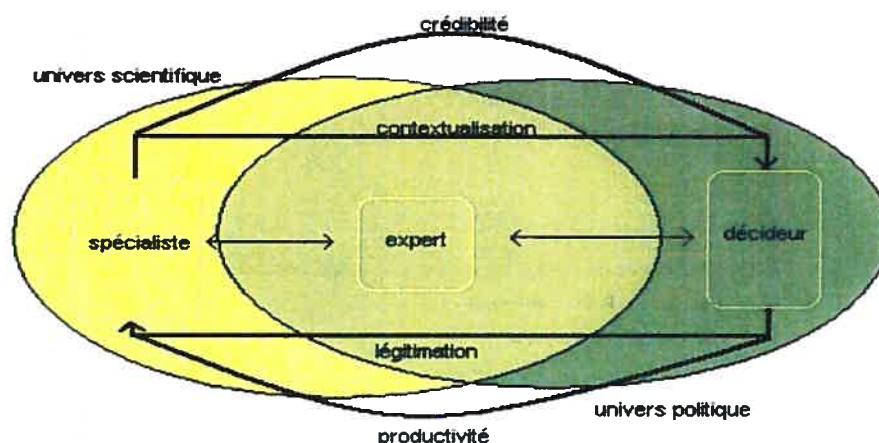 crédibilité
univers scientifique
contextualisation
spécialiste
expert
décideur
légitimation
univers politique
productivité